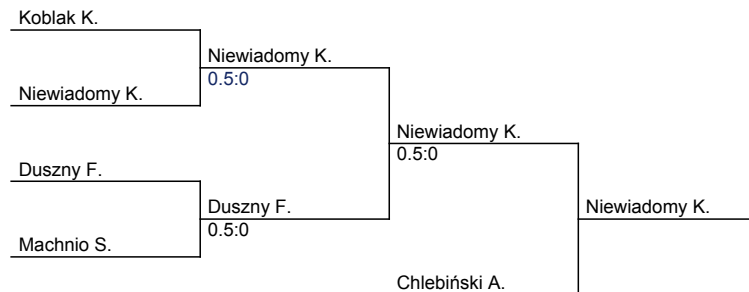 Koblak K.
Niewiadomy K.
0.5:0
Niewiadomy K.
Niewiadomy K.
0.5:0
Duszny F.
Duszny F.
0.5:0
Niewiadomy K.
Machnio S.
Chlebiński A.